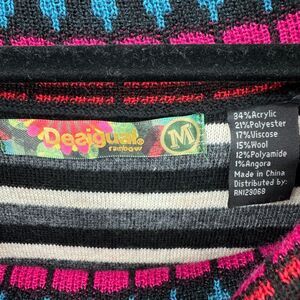 Desigual.
rainbow
M
34%Acrylic
21%Polyester
17%Viscose
15%Wool
12%Polyamide
1%Angora
Made in China
Distributed by:
RN129068